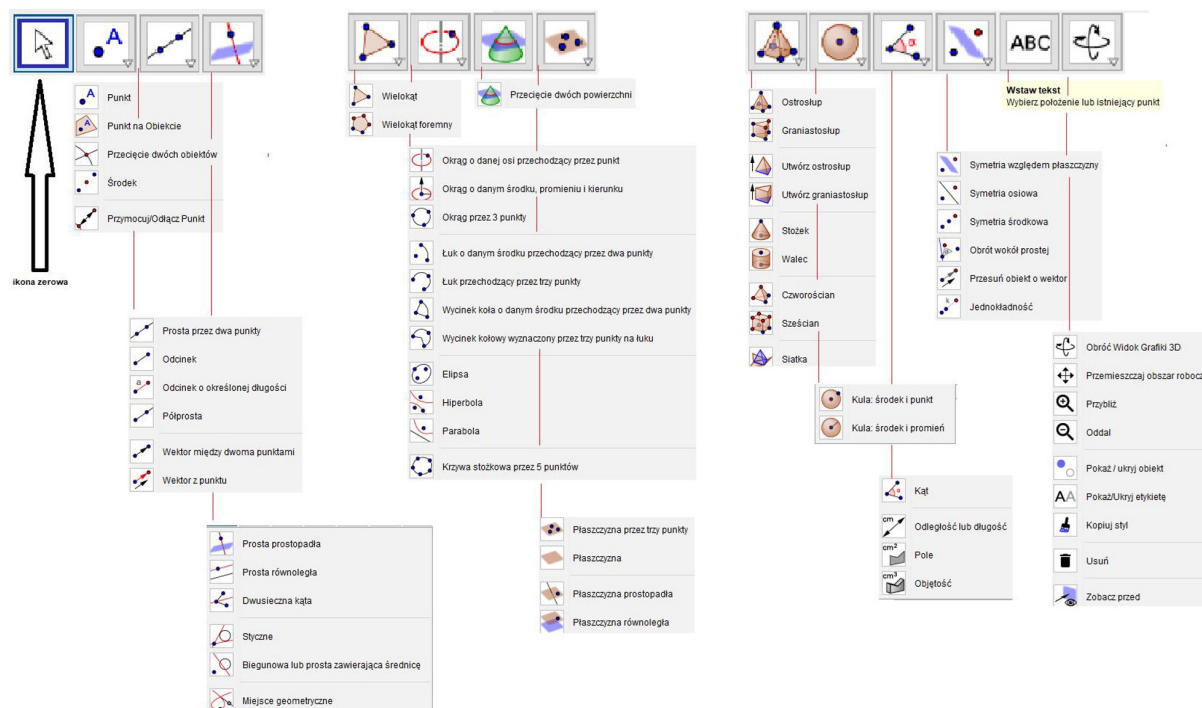 A
α
ABC
Wstaw tekst
Wybierz położenie lub istniejący punkt
ikona zerowa
A
Punkt
A
Punkt na Obiekcie
Przecięcie dwóch obiektów
Środek
Przymocuj/Odłącz Punkt
Prosta przez dwa punkty
Odcinek
a
Odcinek o określonej długości
Półprosta
Wektor między dwoma punktami
Wektor z punktu
Prosta prostopadła
Prosta równoległa
Dwusieczna kąta
Styczne
Biegunowa lub prosta zawierająca średnicę
Miejsce geometryczne
Wielokąt
Wielokąt foremny
Okrąg o danej osi przechodzący przez punkt
Okrąg o danym środku, promieniu i kierunku
Okrąg przez 3 punkty
Łuk o danym środku przechodzący przez dwa punkty
Łuk przechodzący przez trzy punkty
Wycinek koła o danym środku przechodzący przez dwa punkty
Wycinek kołowy wyznaczony przez trzy punkty na łuku
Elipsa
Hiperbola
Parabola
Krzywa stożkowa przez 5 punktów
Przecięcie dwóch powierzchni
Płaszczyzna przez trzy punkty
Płaszczyzna
Płaszczyzna prostopadła
Płaszczyzna równoległa
Ostrosłup
Graniastosłup
Utwórz ostrosłup
Utwórz graniastosłup
Stożek
Walec
Czworościan
Sześcian
Siatka
Kula: środek i punkt
Kula: środek i promień
Kąt
cm
Odległość lub długość
cm²
Pole
cm³
Objętość
Symetria względem płaszczyzny
Symetria osiowa
Symetria środkowa
Obrót wokół prostej
Przesuń obiekt o wektor
k
Jednokładność
Obróć Widok Grafiki 3D
Przemieszczaj obszar robocz
Przybliż
Oddal
Pokaż / ukryj obiekt
AA
Pokaż/Ukryj etykietę
Kopiuj styl
Usuń
Zobacz przed